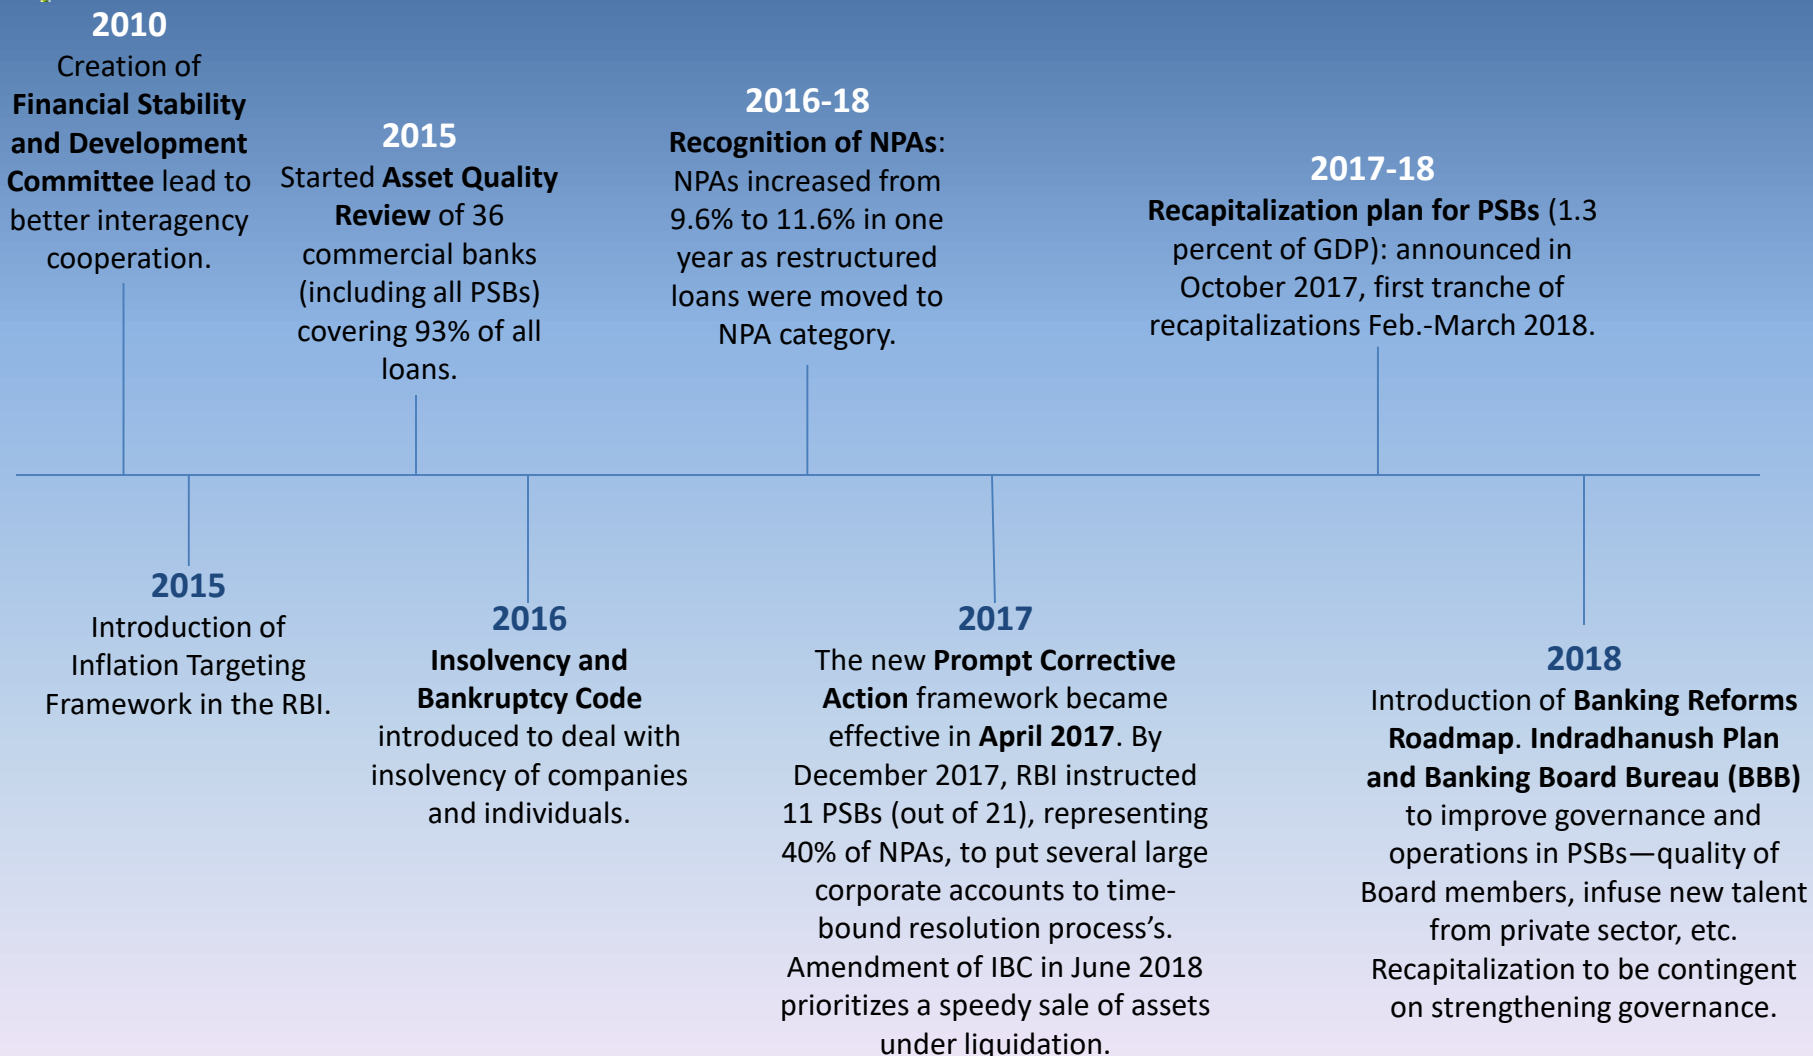 2010
Creation of
Financial Stability
and Development
Committee lead to
better interagency
cooperation.
2015
Started Asset Quality
Review of 36
commercial banks
(including all PSBs)
covering 93% of all
loans.
2016-18
Recognition of NPAs:
NPAs increased from
9.6% to 11.6% in one
year as restructured
loans were moved to
NPA category.
2017-18
Recapitalization plan for PSBs (1.3
percent of GDP): announced in
October 2017, first tranche of
recapitalizations Feb.-March 2018.
2015
Introduction of
Inflation Targeting
Framework in the RBI.
2016
Insolvency and
Bankruptcy Code
introduced to deal with
insolvency of companies
and individuals.
2017
The new Prompt Corrective
Action framework became
effective in April 2017. By
December 2017, RBI instructed
11 PSBs (out of 21), representing
40% of NPAs, to put several large
corporate accounts to time-
bound resolution process’s.
Amendment of IBC in June 2018
prioritizes a speedy sale of assets
under liquidation.
2018
Introduction of Banking Reforms
Roadmap. Indradhanush Plan
and Banking Board Bureau (BBB)
to improve governance and
operations in PSBs—quality of
Board members, infuse new talent
from private sector, etc.
Recapitalization to be contingent
on strengthening governance.